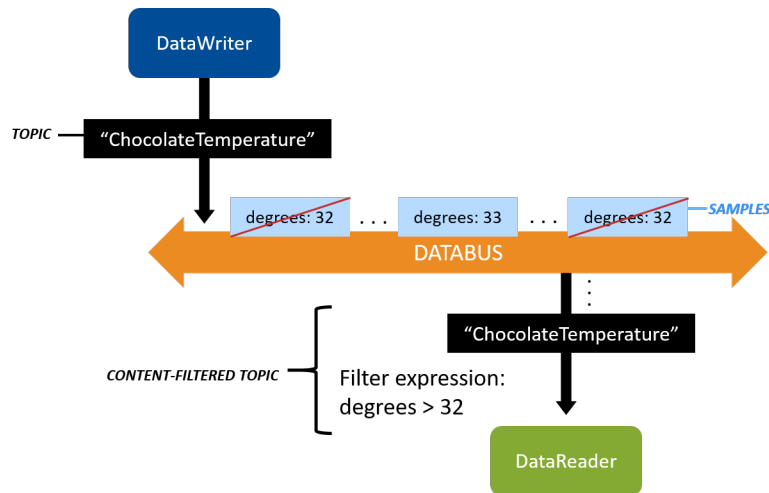 DataWriter
TOPIC
“ChocolateTemperature”
degrees: 32
. . .
degrees: 33
. . .
degrees: 32
SAMPLES
DATABUS
“ChocolateTemperature”
CONTENT-FILTERED TOPIC
Filter expression:
degrees > 32
DataReader